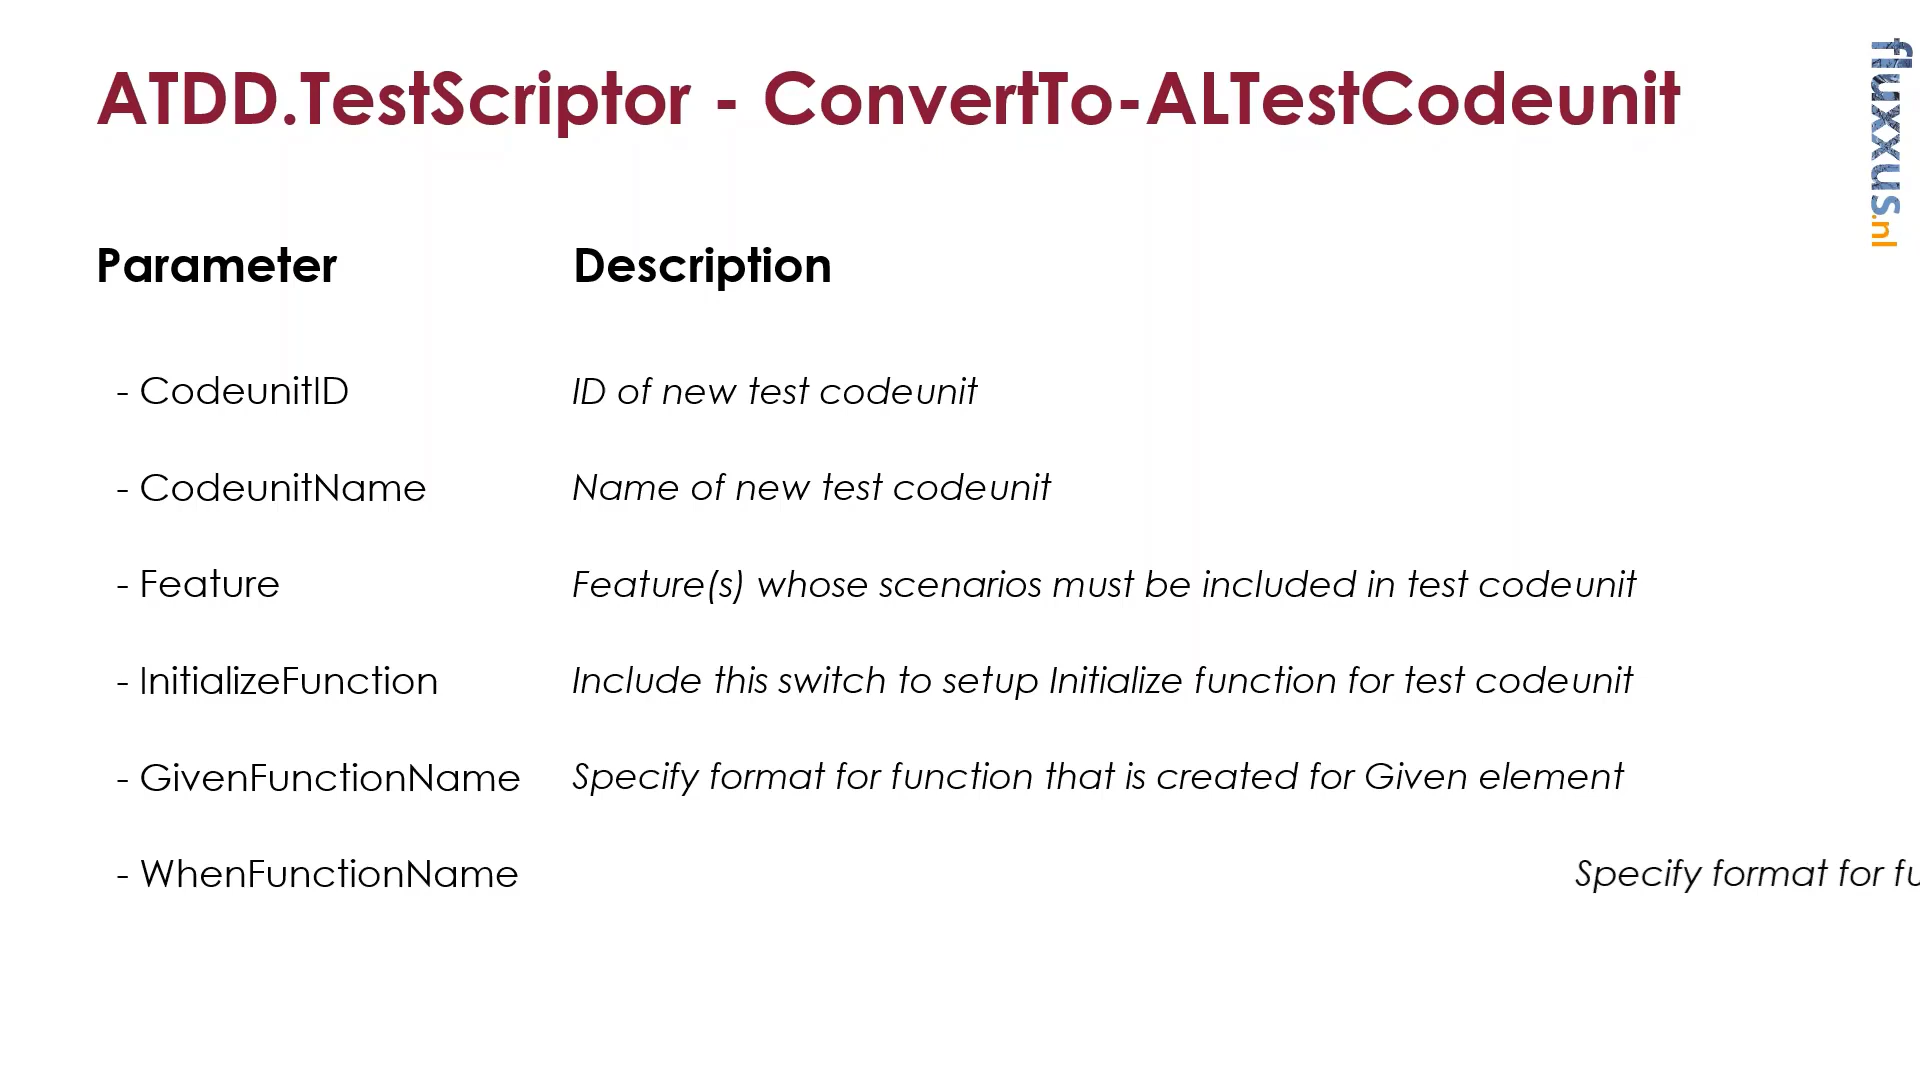 ATDD.TestScriptor - ConvertTo-ALTestCodeunit
fluxxus.nl
Parameter Description
- CodeunitID ID of new test codeunit
- CodeunitName Name of new test codeunit
- Feature Feature(s) whose scenarios must be included in test codeunit
- InitializeFunction Include this switch to setup Initialize function for test codeunit
- GivenFunctionName Specify format for function that is created for Given element
- WhenFunctionName Specify format for